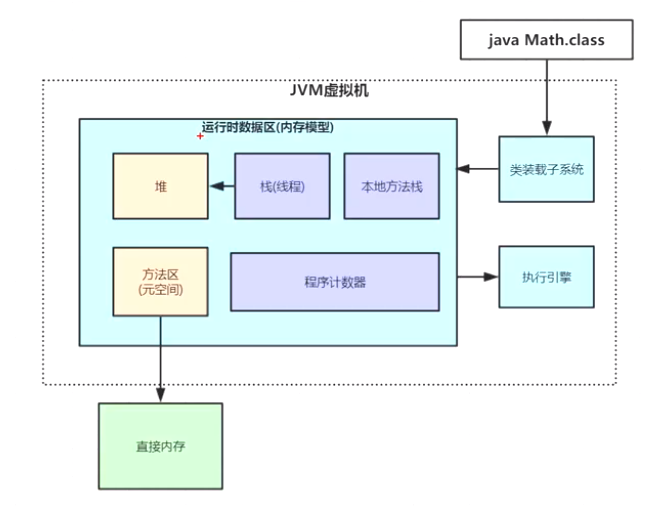 java Math.class
JVM虚拟机
运行时数据区(内存模型)
堆
栈(线程)
本地方法栈
类装载子系统
方法区
(元空间)
程序计数器
执行引擎
直接内存